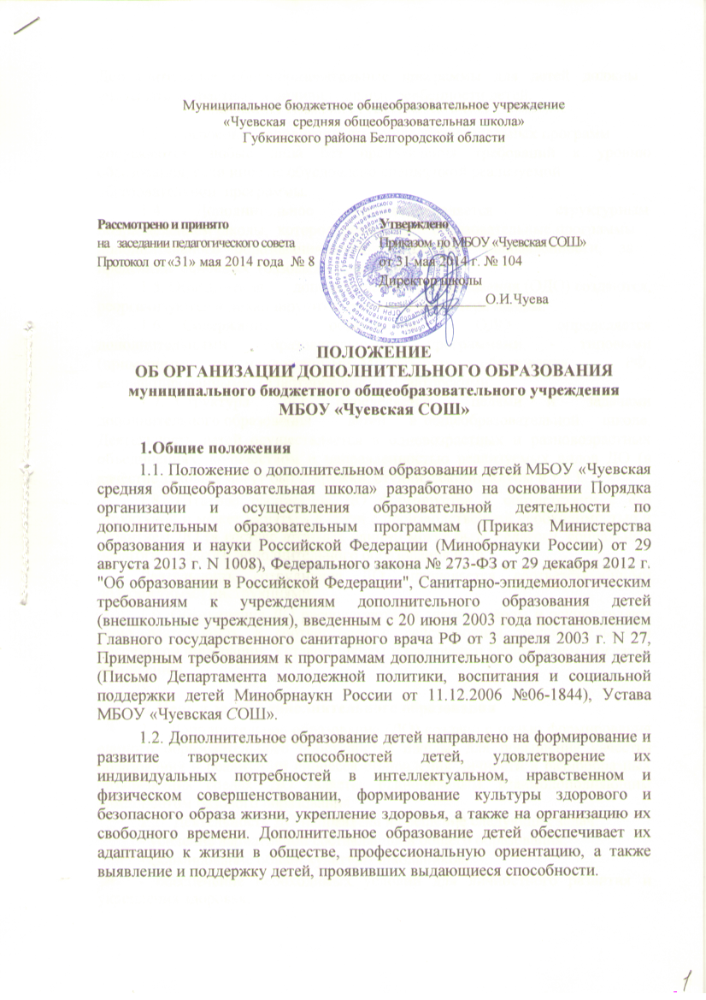 Муниципальное бюджетное общеобразовательное учреждение
«Чуевская средняя общеобразовательная школа»
Губкинского района Белгородской области
Рассмотрено и принято
на заседании педагогического совета
Протокол от «31» мая 2014 года № 8
Утверждено
Приказом по МБОУ «Чуевская СОШ»
от 31 мая 2014 г. № 104
Директор школы
О.И.Чуева
ПОЛОЖЕНИЕ
ОБ ОРГАНИЗАЦИИ ДОПОЛНИТЕЛЬНОГО ОБРАЗОВАНИЯ
муниципального бюджетного общеобразовательного учреждения
МБОУ «Чуевская СОШ»
1.Общие положения
1.1. Положение о дополнительном образовании детей МБОУ «Чуевская
средняя общеобразовательная школа» разработано на основании Порядка
организации и осуществления образовательной деятельности по
дополнительным образовательным программам (Приказ Министерства
образования и науки Российской Федерации (Минобрнауки России) от 29
августа 2013 г. N 1008), Федерального закона № 273-ФЗ от 29 декабря 2012 г.
"Об образовании в Российской Федерации", Санитарно-эпидемиологическим
требованиям к учреждениям дополнительного образования детей
(внешкольные учреждения), введенным с 20 июня 2003 года постановлением
Главного государственного санитарного врача РФ от 3 апреля 2003 г. N 27,
Примерным требованиям к программам дополнительного образования детей
(Письмо Департамента молодежной политики, воспитания и социальной
поддержки детей Минобрнаукн России от 11.12.2006 №06-1844), Устава
МБОУ «Чуевская СОШ».
1.2. Дополнительное образование детей направлено на формирование и
развитие творческих способностей детей, удовлетворение их
индивидуальных потребностей в интеллектуальном, нравственном и
физическом совершенствовании, формирование культуры здорового и
безопасного образа жизни, укрепление здоровья, а также на организацию их
свободного времени. Дополнительное образование детей обеспечивает их
адаптацию к жизни в обществе, профессиональную ориентацию, а также
выявление и поддержку детей, проявивших выдающиеся способности.
1